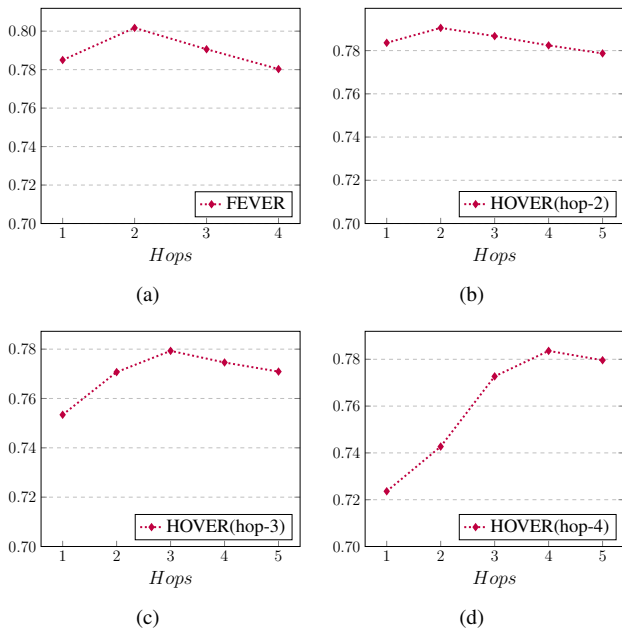 0.80
0.78
0.76
0.74
0.72
0.70
FEVER
1 2 3 4
Hops
(a)
0.78
0.76
0.74
0.72
0.70
HOVER(hop-2)
1 2 3 4 5
Hops
(b)
0.78
0.76
0.74
0.72
0.70
HOVER(hop-3)
1 2 3 4 5
Hops
(c)
0.78
0.76
0.74
0.72
0.70
HOVER(hop-4)
1 2 3 4 5
Hops
(d)